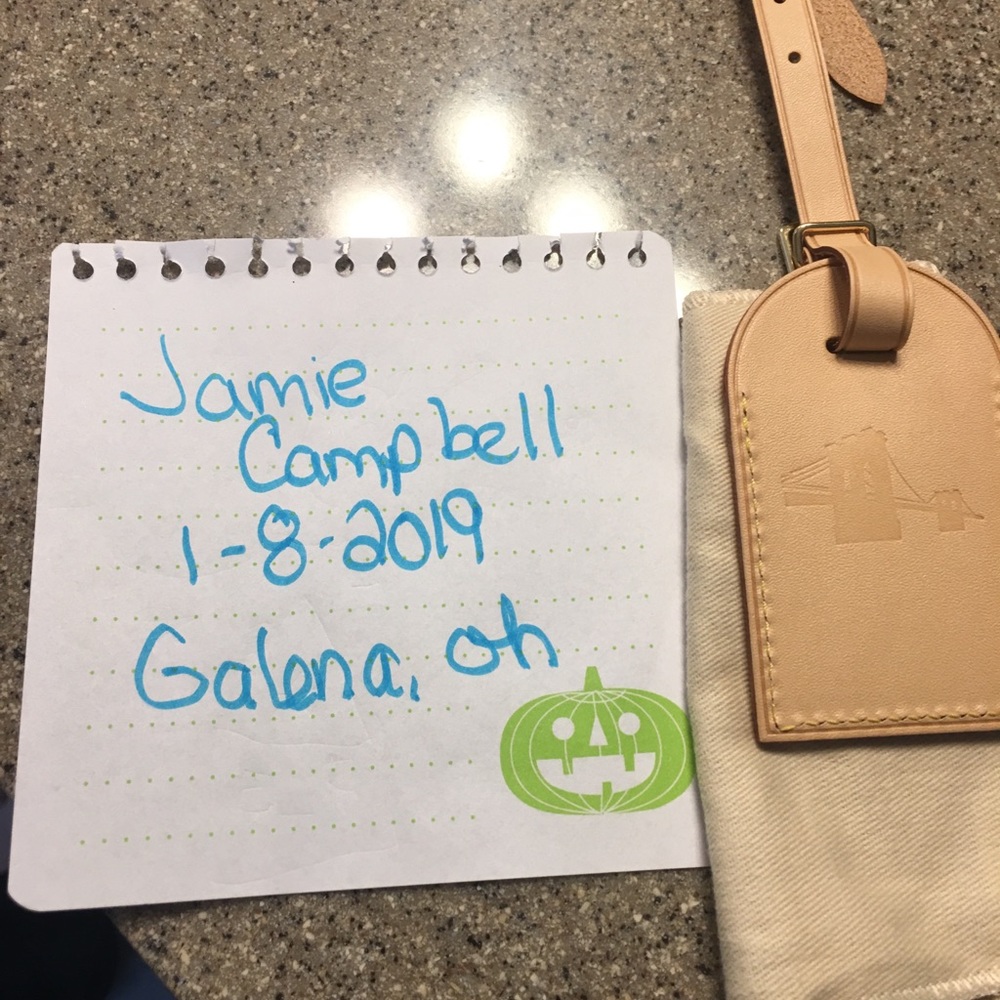 Jamie
Campbell
1-8-2019
Galena, oh